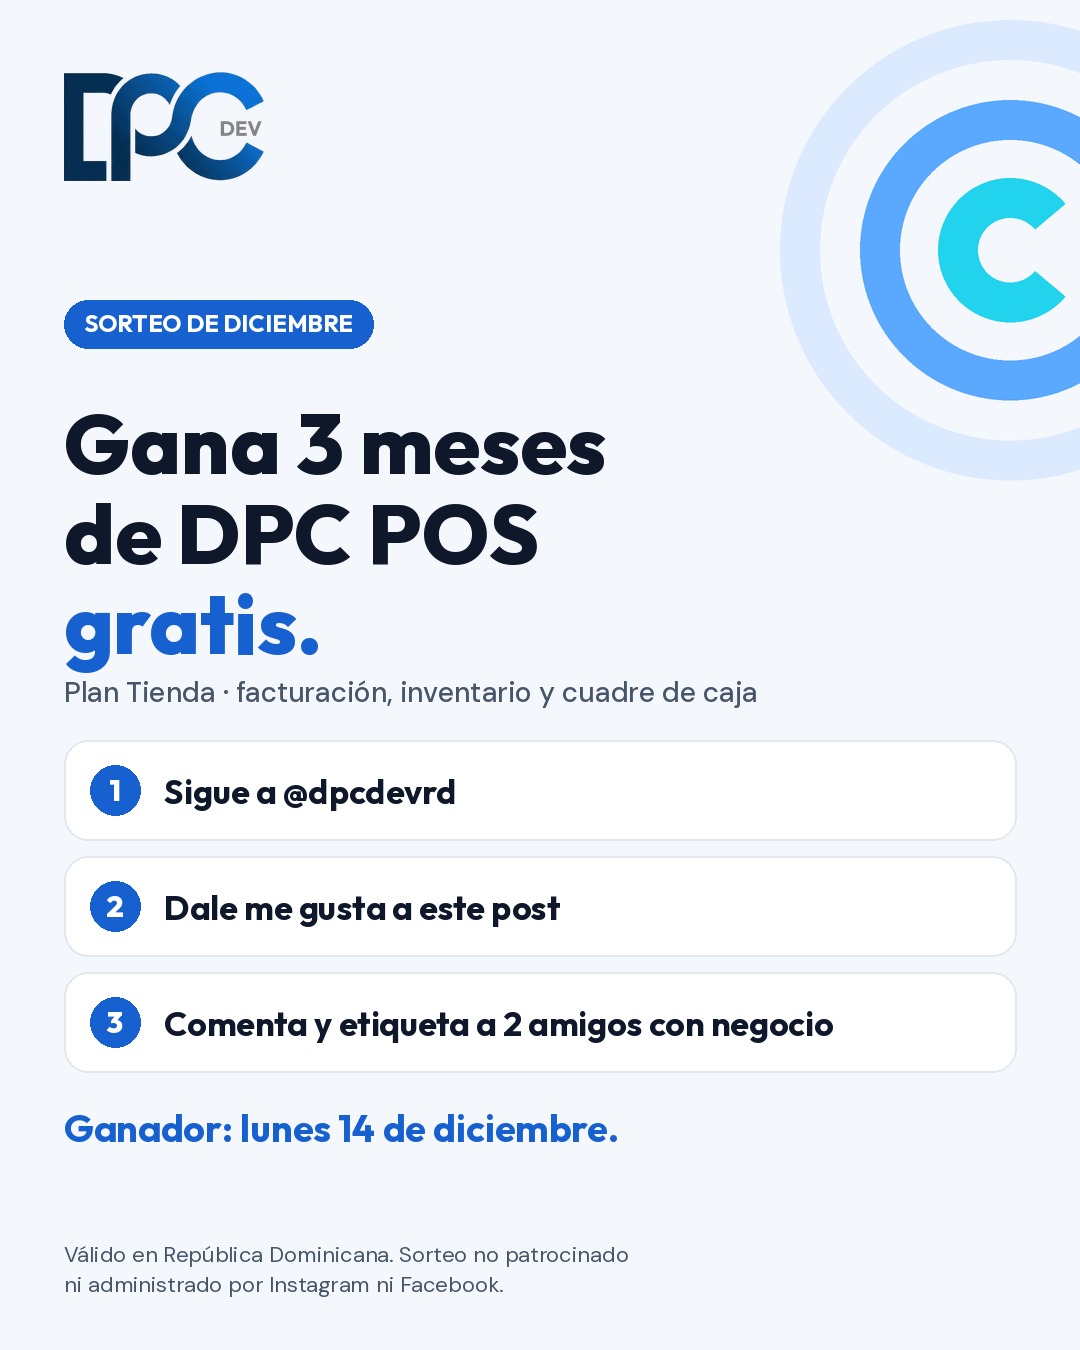 DPC
DEV
SORTEO DE DICIEMBRE
Gana 3 meses
de DPC POS
gratis.
Plan Tienda · facturación, inventario y cuadre de caja
1 Sigue a @dpcdevrd
2 Dale me gusta a este post
3 Comenta y etiqueta a 2 amigos con negocio
Ganador: lunes 14 de diciembre.
Válido en República Dominicana. Sorteo no patrocinado
ni administrado por Instagram ni Facebook.